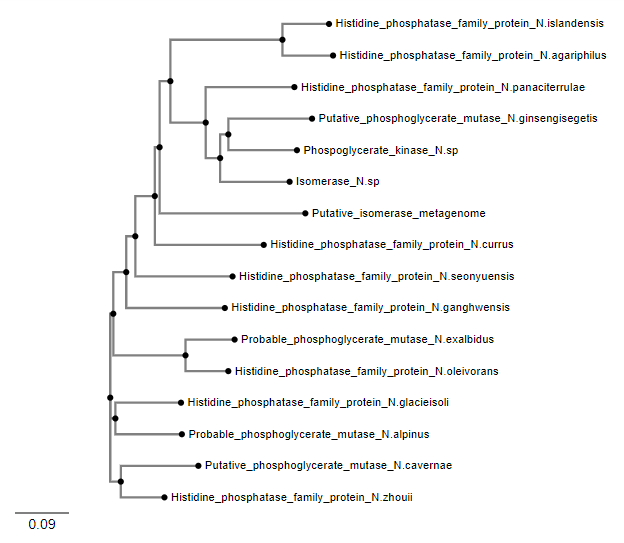 Histidine_phosphatase_family_protein_N.islandensis
Histidine_phosphatase_family_protein_N.agariphilus
Histidine_phosphatase_family_protein_N.panaciterrulae
Putative_phosphoglycerate_mutase_N.ginsengisegetis
Phospoglycerate_kinase_N.sp
Isomerase_N.sp
Putative_isomerase_metagenome
Histidine_phosphatase_family_protein_N.currus
Histidine_phosphatase_family_protein_N.seonyuensis
Histidine_phosphatase_family_protein_N.ganghwensis
Probable_phosphoglycerate_mutase_N.exalbidus
Histidine_phosphatase_family_protein_N.oleivorans
Histidine_phosphatase_family_protein_N.glacieisoli
Probable_phosphoglycerate_mutase_N.alpinus
Putative_phosphoglycerate_mutase_N.cavernae
Histidine_phosphatase_family_protein_N.zhouii
0.09